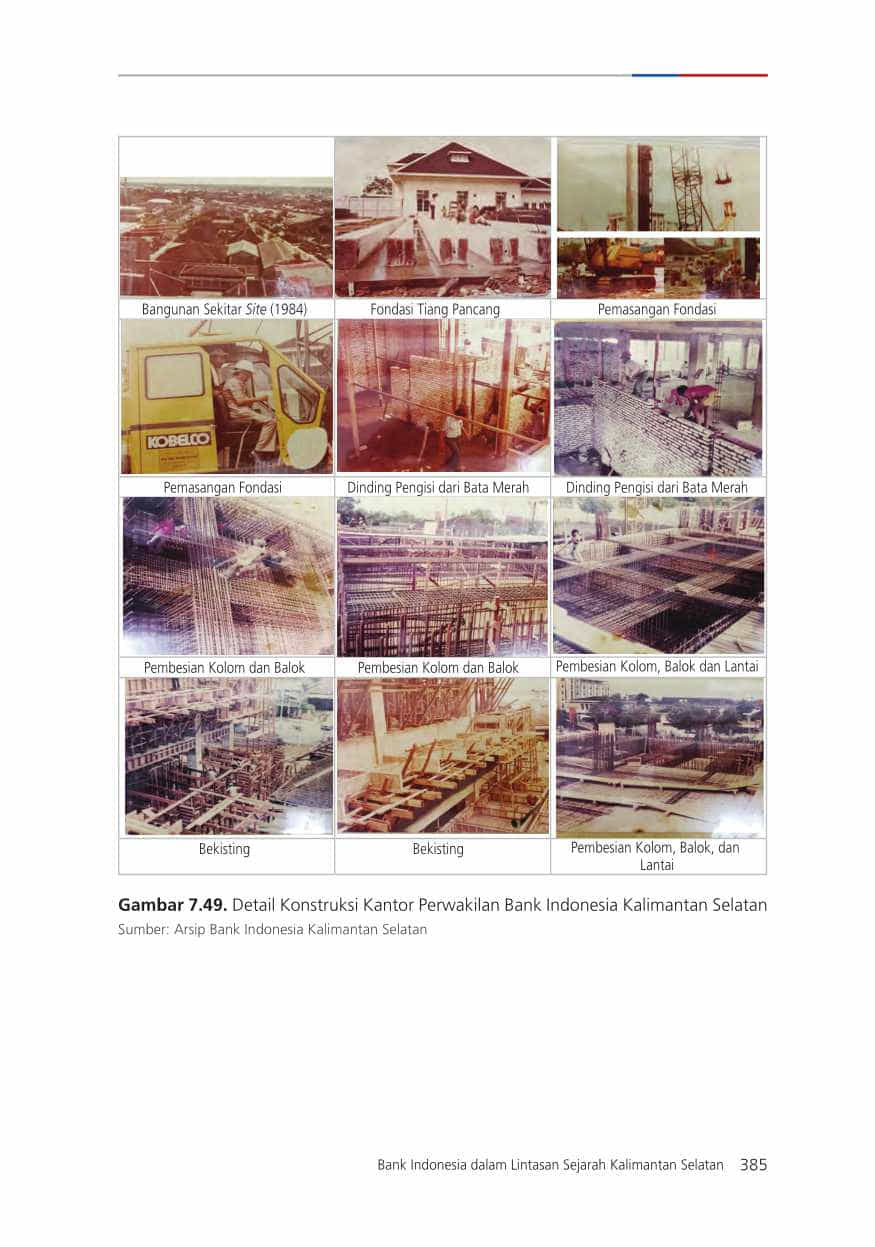 Bangunan Sekitar Site (1984)
Fondasi Tiang Pancang
Pemasangan Fondasi
KOBELCO
Pemasangan Fondasi
Dinding Pengisi dari Bata Merah
Dinding Pengisi dari Bata Merah
Pembesian Kolom dan Balok
Pembesian Kolom dan Balok
Pembesian Kolom, Balok dan Lantai
Bekisting
Bekisting
Pembesian Kolom, Balok, dan
Lantai
Gambar 7.49. Detail Konstruksi Kantor Perwakilan Bank Indonesia Kalimantan Selatan
Sumber: Arsip Bank Indonesia Kalimantan Selatan
Bank Indonesia dalam Lintasan Sejarah Kalimantan Selatan 385